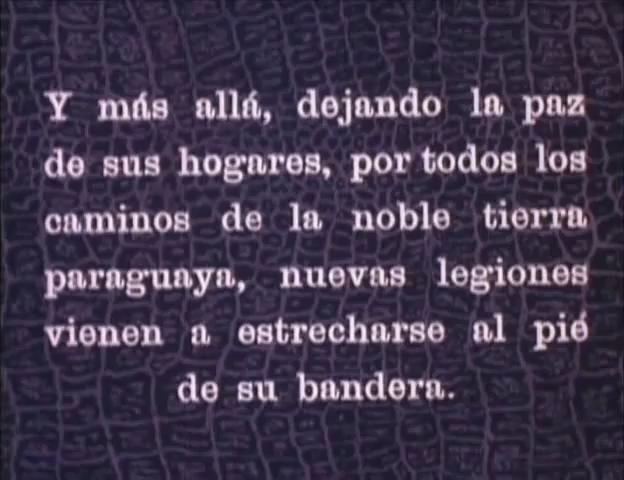 Y más allá, dejando la paz
de sus hogares, por todos los
caminos de la noble tierra
paraguaya, nuevas legiones
vienen a estrecharse al pié
de su bandera.